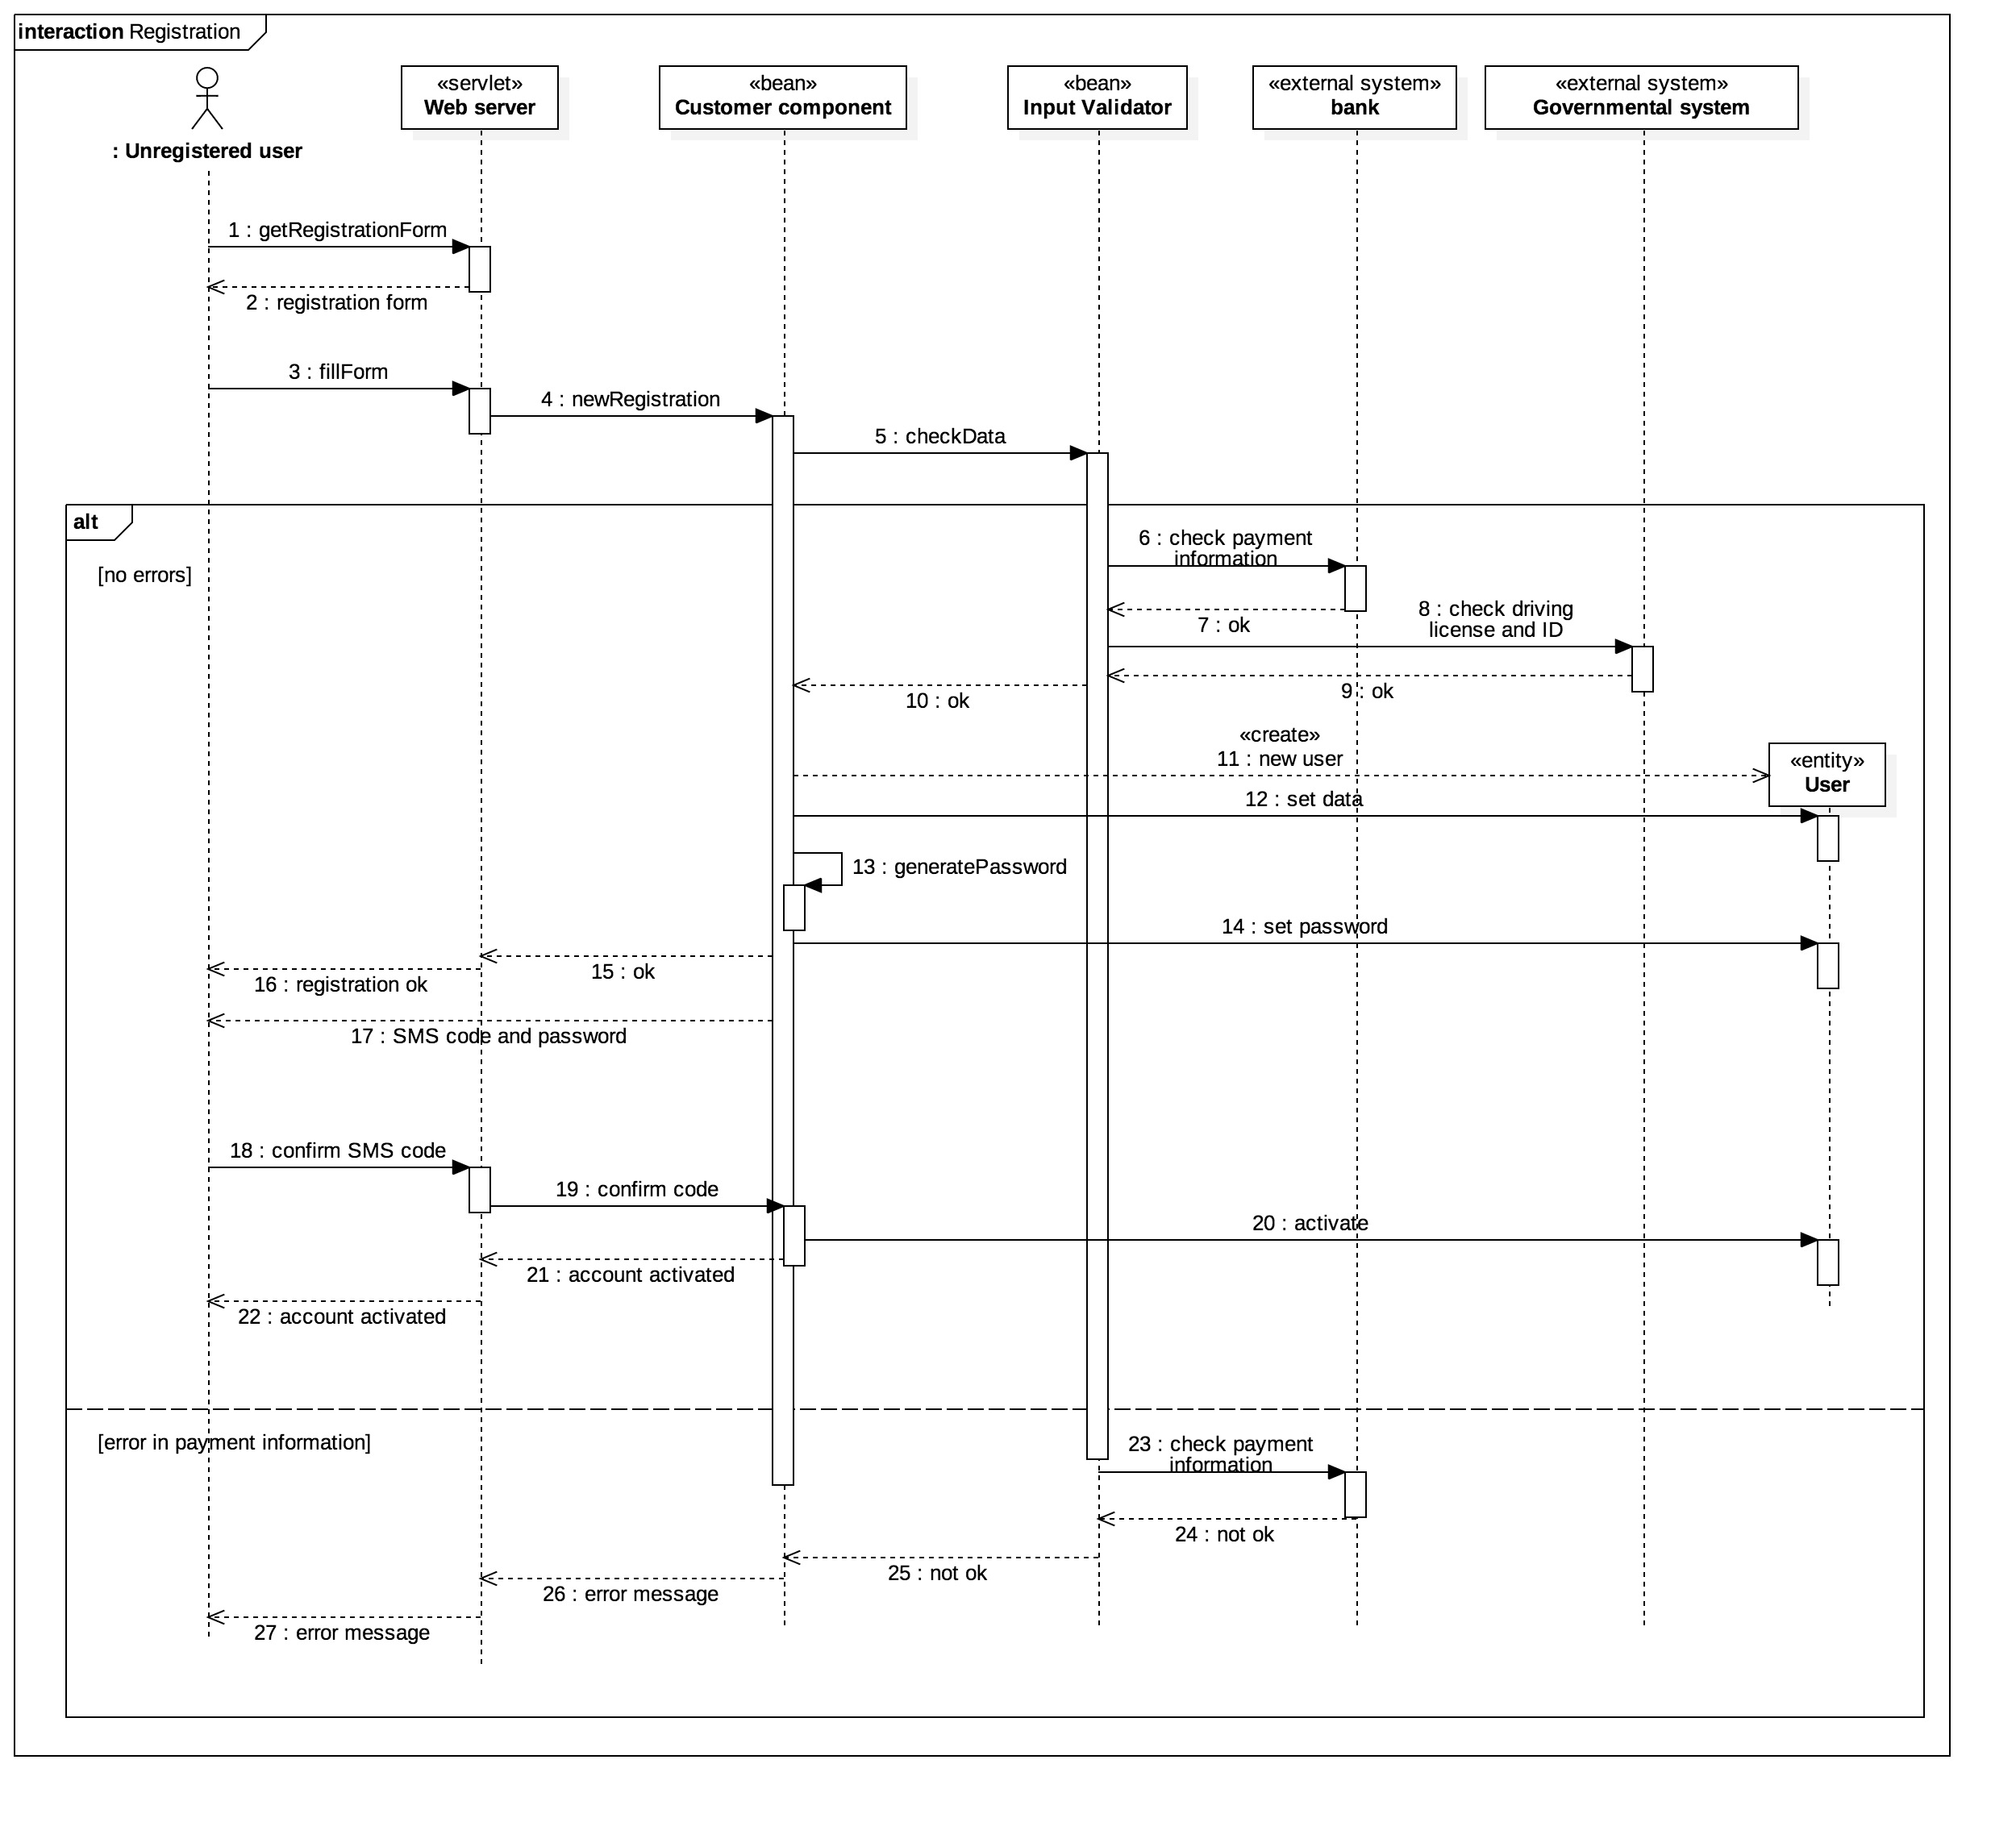 interaction Registration
«servlet»
Web server
«bean»
Customer component
«bean»
Input Validator
«external system»
bank
«external system»
Governmental system
: Unregistered user
1 : getRegistrationForm
2 : registration form
3 : fillForm
4 : newRegistration
5 : checkData
alt
[no errors]
6 : check payment
information
7 : ok
8 : check driving
license and ID
9 : ok
10 : ok
«create»
11 : new user
«entity»
User
12 : set data
13 : generatePassword
14 : set password
15 : ok
16 : registration ok
17 : SMS code and password
18 : confirm SMS code
19 : confirm code
20 : activate
21 : account activated
22 : account activated
[error in payment information]
23 : check payment
information
24 : not ok
25 : not ok
26 : error message
27 : error message